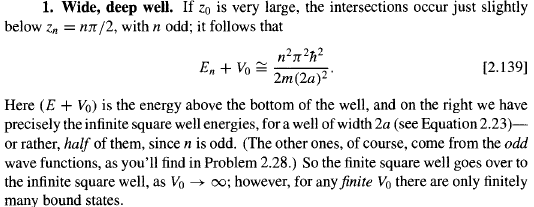 1. Wide, deep well. If z₀ is very large, the intersections occur just slightly
below zₙ = nπ/2, with n odd; it follows that
Eₙ + V₀ ≅ n²π²ħ² / 2m(2a)² . [2.139]
Here (E + V₀) is the energy above the bottom of the well, and on the right we have
precisely the infinite square well energies, for a well of width 2a (see Equation 2.23)—
or rather, half of them, since n is odd. (The other ones, of course, come from the odd
wave functions, as you'll find in Problem 2.28.) So the finite square well goes over to
the infinite square well, as V₀ → ∞; however, for any finite V₀ there are only finitely
many bound states.